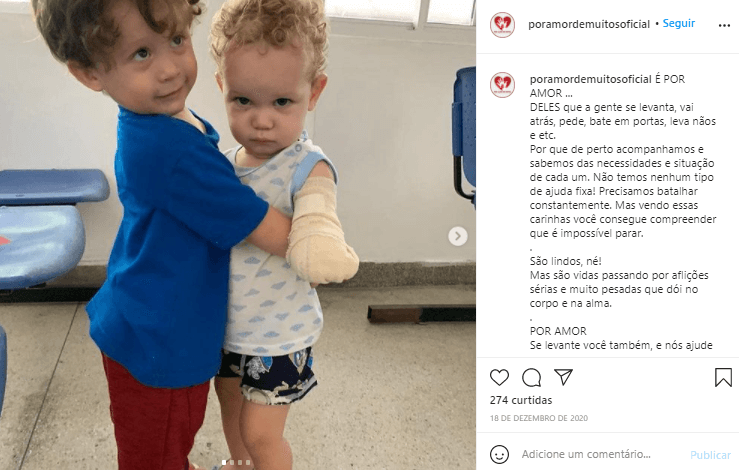 poramordemuitosoficial • Seguir
poramordemuitosoficial É POR
AMOR ...
DELES que a gente se levanta, vai
atrás, pede, bate em portas, leva nãos
e etc.
Por que de perto acompanhamos e
sabemos das necessidades e situação
de cada um. Não temos nenhum tipo
de ajuda fixa! Precisamos batalhar
constantemente. Mas vendo essas
carinhas você consegue compreender
que é impossível parar.
.
São lindos, né!
Mas são vidas passando por aflições
sérias e muito pesadas que dói no
corpo e na alma.
.
POR AMOR
Se levante você também, e nós ajude
274 curtidas
18 DE DEZEMBRO DE 2020
Adicione um comentário... Publicar